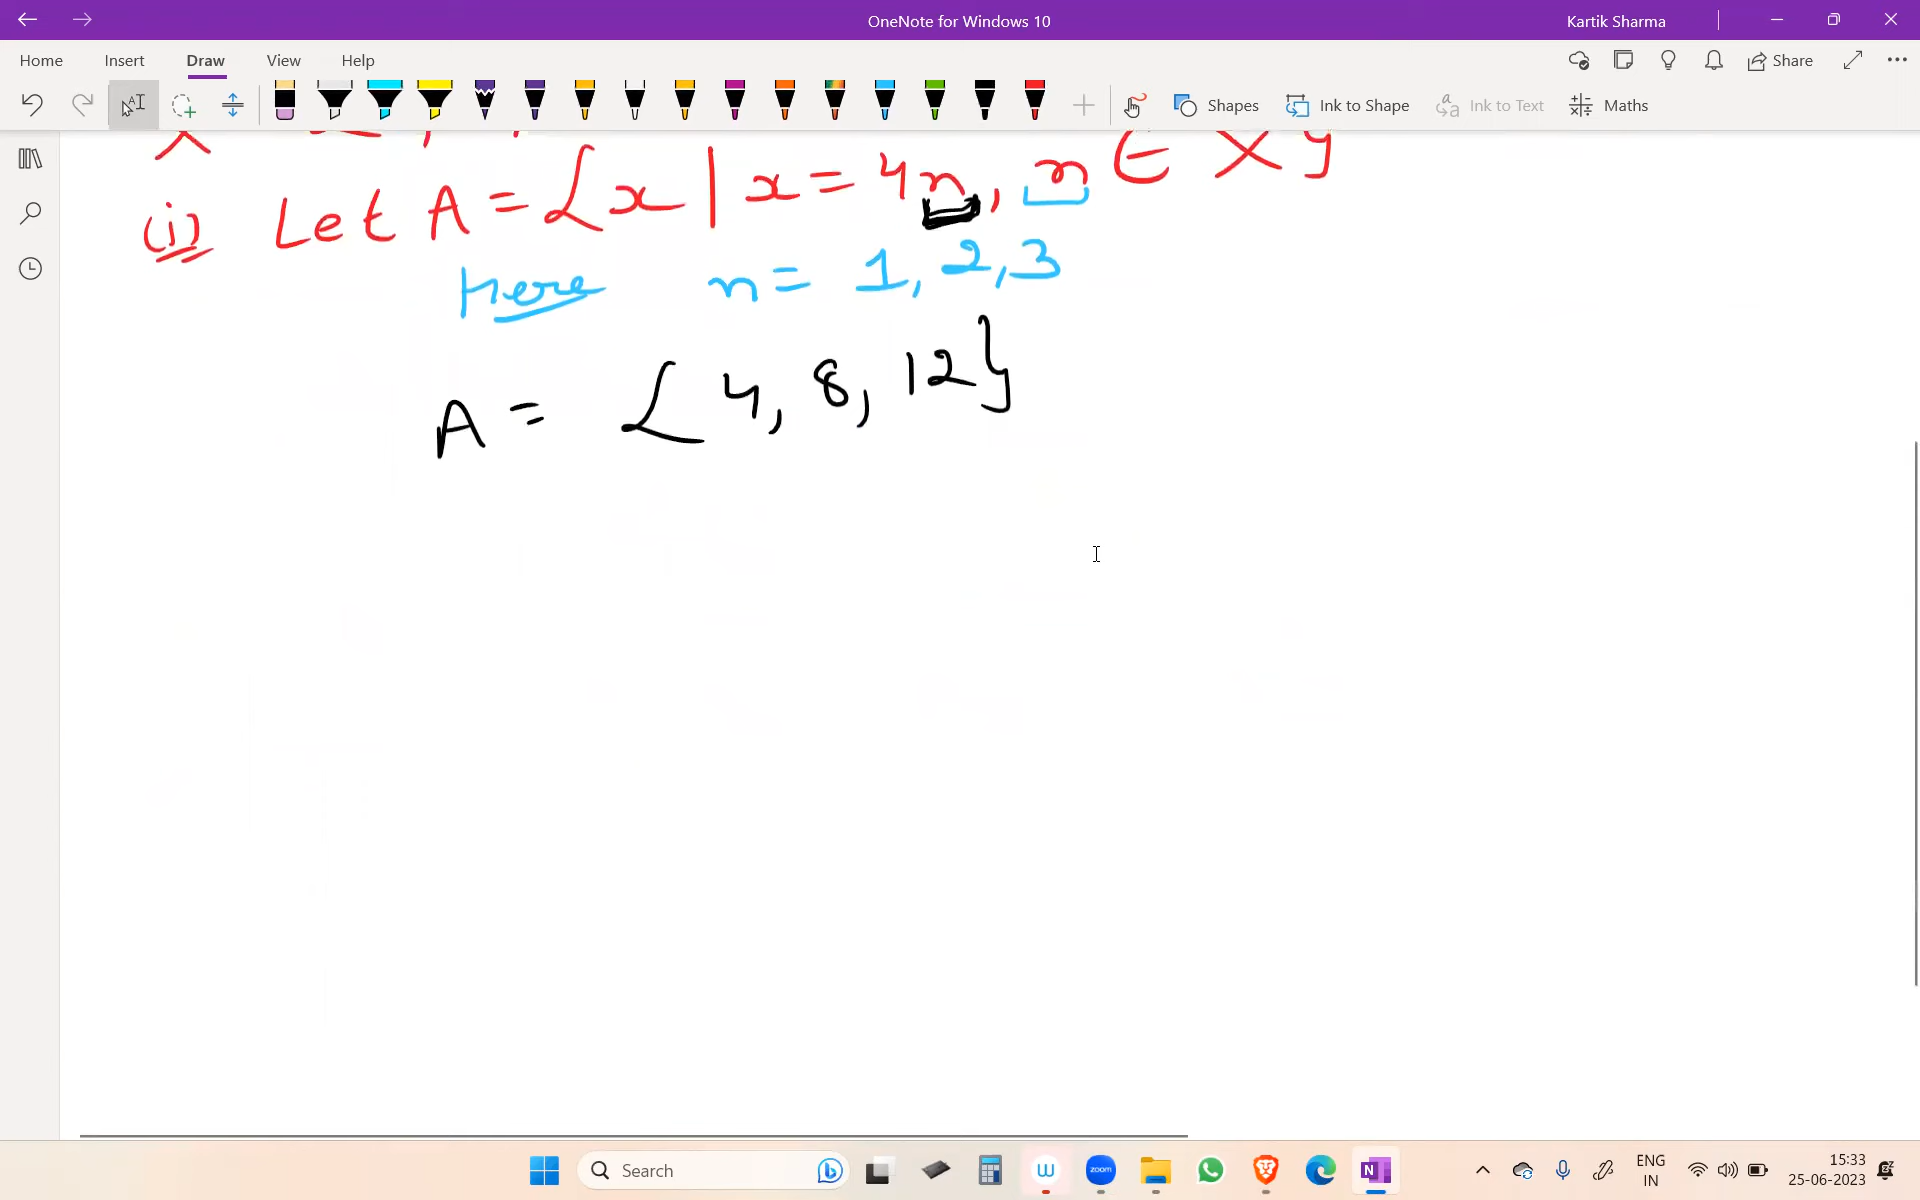 OneNote for Windows 10
Kartik Sharma
Home Insert Draw View Help
Share
Shapes Ink to Shape Ink to Text Maths
(i) Let A = {x | x = 4n, n ∈ X}
Here n = 1, 2, 3
A = {4, 8, 12}
Search
zoom
ENG
IN
15:33
25-06-2023